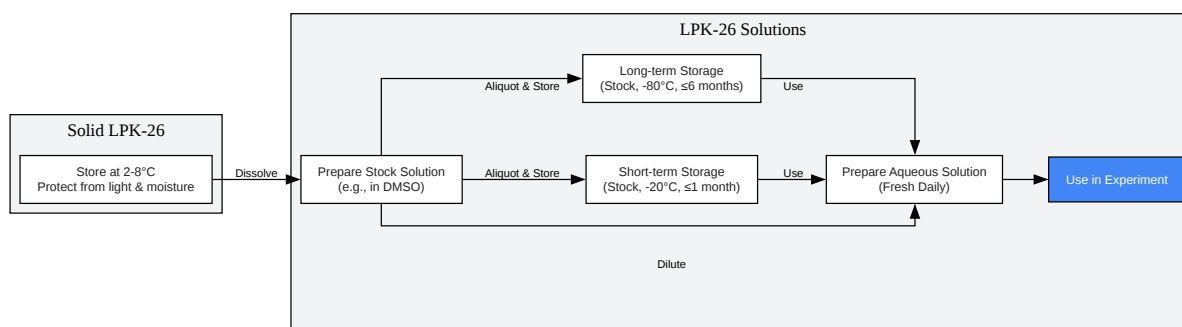 LPK-26 Solutions
Long-term Storage
(Stock, -80°C, ≤6 months)
Aliquot & Store
Use
Solid LPK-26
Store at 2-8°C
Protect from light & moisture
Dissolve
Prepare Stock Solution
(e.g., in DMSO)
Aliquot & Store
Short-term Storage
(Stock, -20°C, ≤1 month)
Use
Prepare Aqueous Solution
(Fresh Daily)
Use in Experiment
Dilute